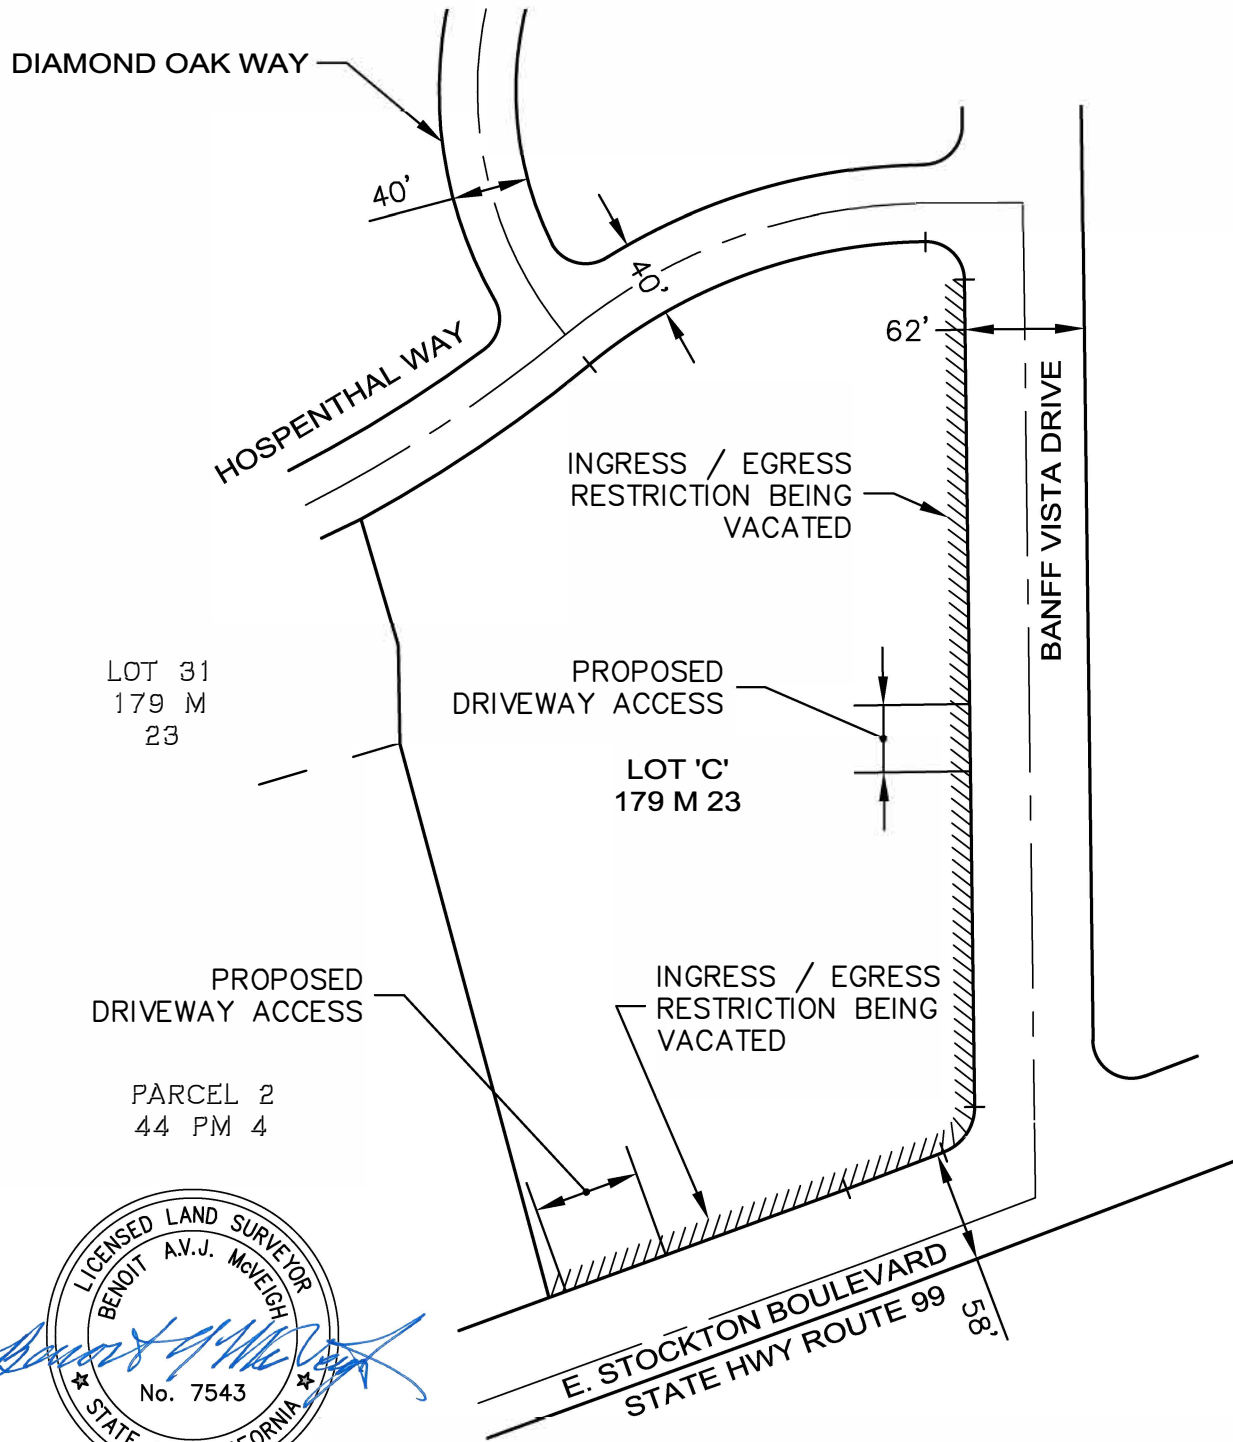 DIAMOND OAK WAY
40'
40'
HOSPENTHAL WAY
62'
INGRESS / EGRESS
RESTRICTION BEING
VACATED
BANFF VISTA DRIVE
LOT 31
179 M
23
PROPOSED
DRIVEWAY ACCESS
LOT 'C'
179 M 23
PROPOSED
DRIVEWAY ACCESS
INGRESS / EGRESS
RESTRICTION BEING
VACATED
PARCEL 2
44 PM 4
E. STOCKTON BOULEVARD
STATE HWY ROUTE 99
58'
LICENSED LAND SURVEYOR
BENOIT A.V.J. McVEIGH
No. 7543
STATE